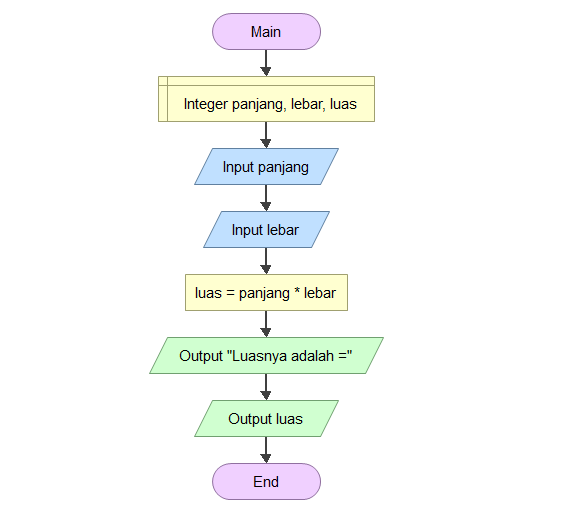 Main
Integer panjang, lebar, luas
Input panjang
Input lebar
luas = panjang * lebar
Output "Luasnya adalah ="
Output luas
End